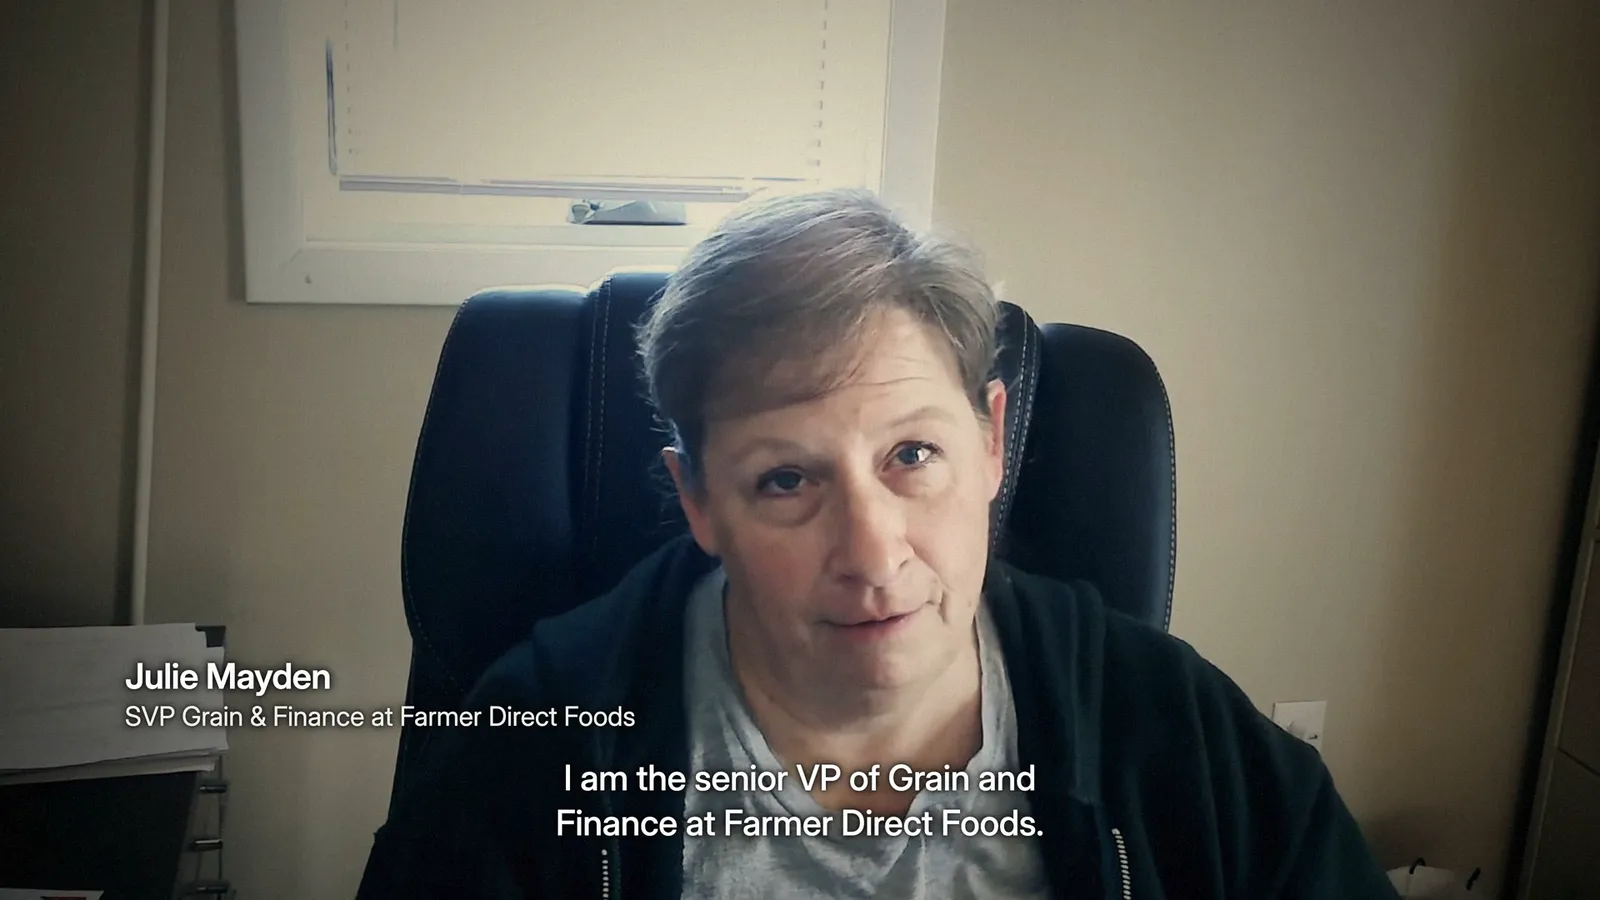 Julie Mayden
SVP Grain & Finance at Farmer Direct Foods
I am the senior VP of Grain and
Finance at Farmer Direct Foods.